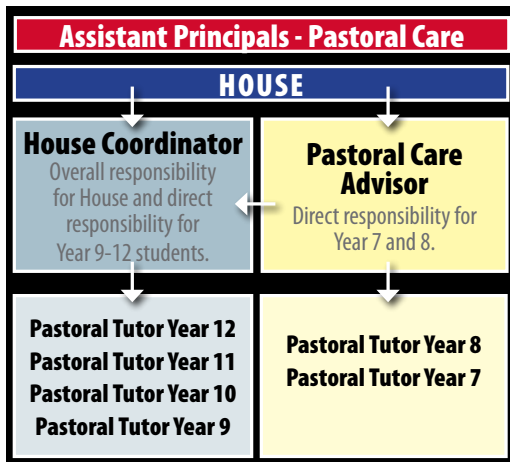 Assistant Principals - Pastoral Care
HOUSE
House Coordinator
Overall responsibility
for House and direct
responsibility for
Year 9-12 students.
Pastoral Care
Advisor
Direct responsibility for
Year 7 and 8.
Pastoral Tutor Year 12
Pastoral Tutor Year 11
Pastoral Tutor Year 10
Pastoral Tutor Year 9
Pastoral Tutor Year 8
Pastoral Tutor Year 7